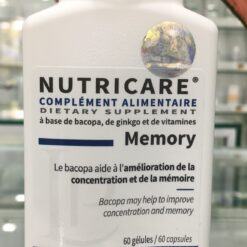 NUTRICARE®
COMPLÉMENT ALIMENTAIRE
DIETARY SUPPLEMENT
à base de bacopa, de ginkgo et de vitamines
Memory
Le bacopa aide à l'amélioration de la
concentration et de la mémoire
Bacopa may help to improve
concentration and memory
60 gélules / 60 capsules